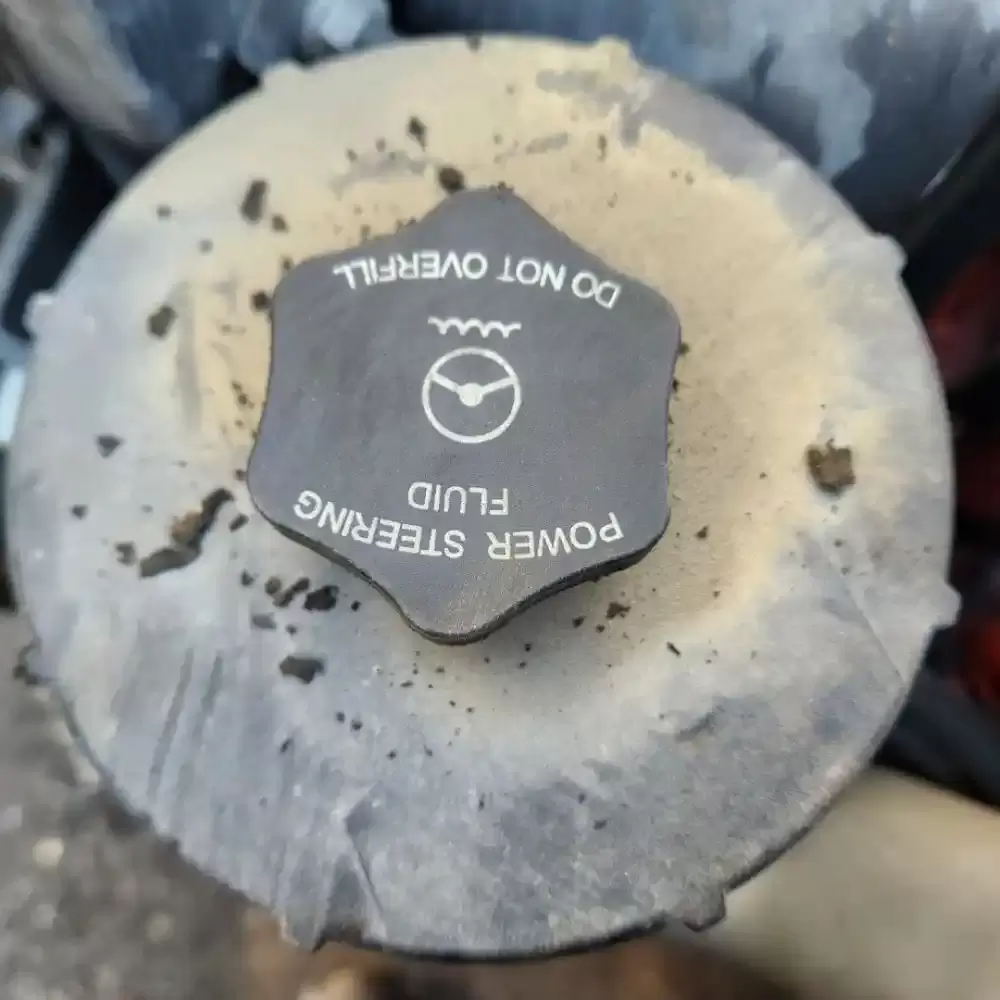 POWER STEERING
FLUID
DO NOT OVERFILL